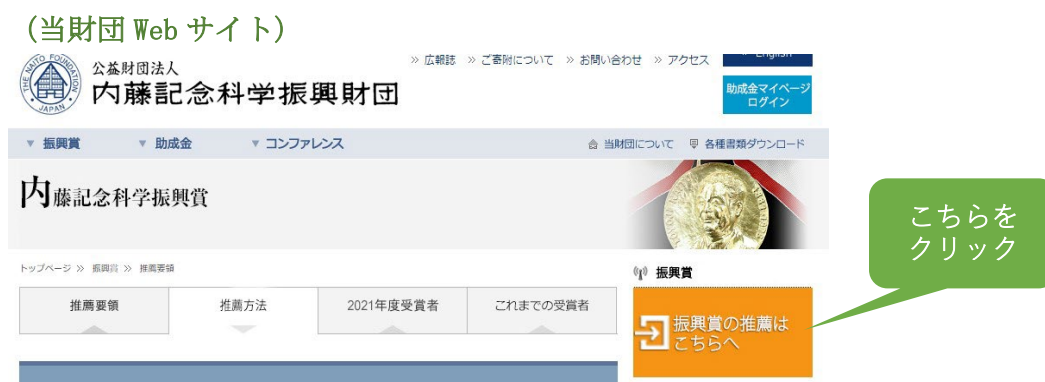 (当財団 Web サイト)
» 広報誌 » ご寄附について » お問い合わせ » アクセス » English
THE NAITO FOUNDATION
JAPAN
公益財団法人
内藤記念科学振興財団
助成金マイページ
ログイン
▼ 振興賞 ▼ 助成金 ▼ コンファレンス 当財団について 各種書類ダウンロード
内藤記念科学振興賞
こちらを
クリック
トップページ » 振興賞 » 推薦要領
振興賞
推薦要領 推薦方法 2021年度受賞者 これまでの受賞者
振興賞の推薦は
こちらへ